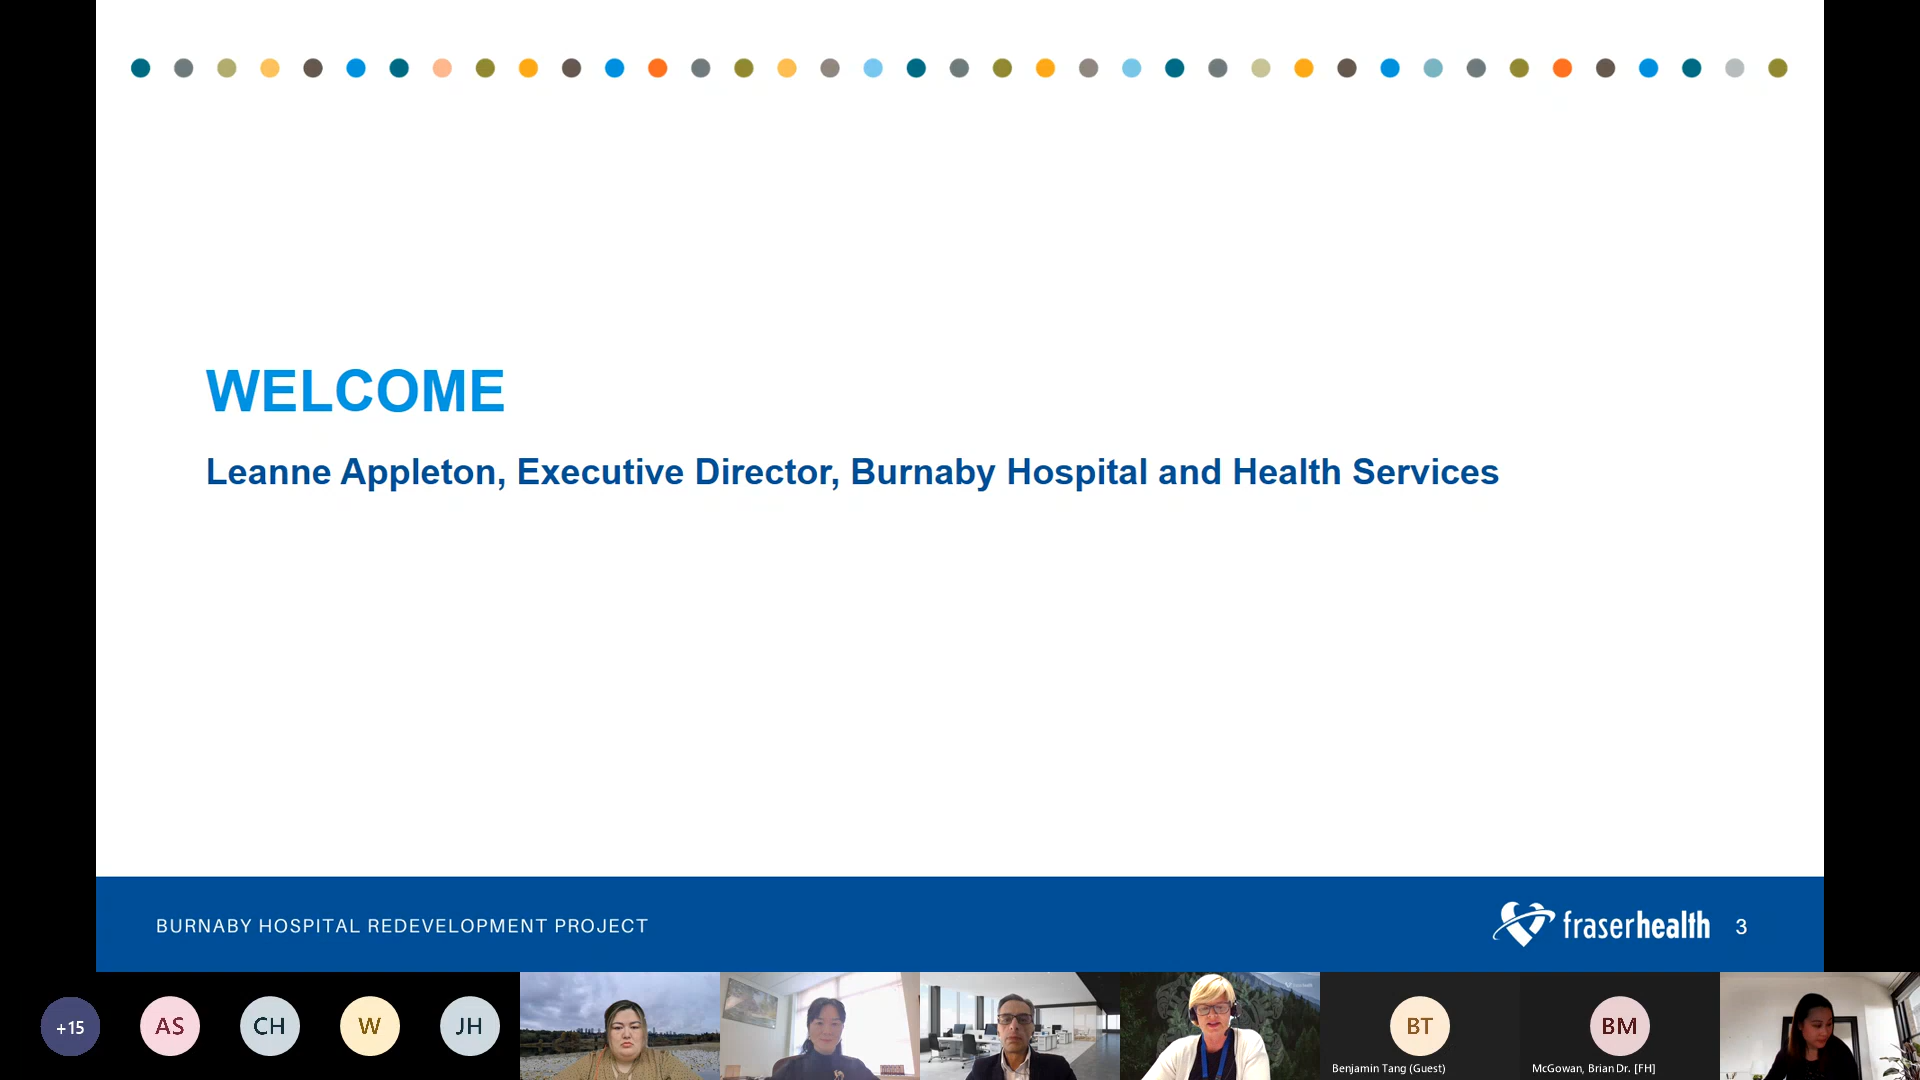 WELCOME
Leanne Appleton, Executive Director, Burnaby Hospital and Health Services
BURNABY HOSPITAL REDEVELOPMENT PROJECT
fraserhealth
3
+15
AS
CH
W
JH
BT
Benjamin Tang (Guest)
BM
McGowan, Brian Dr. [FH]